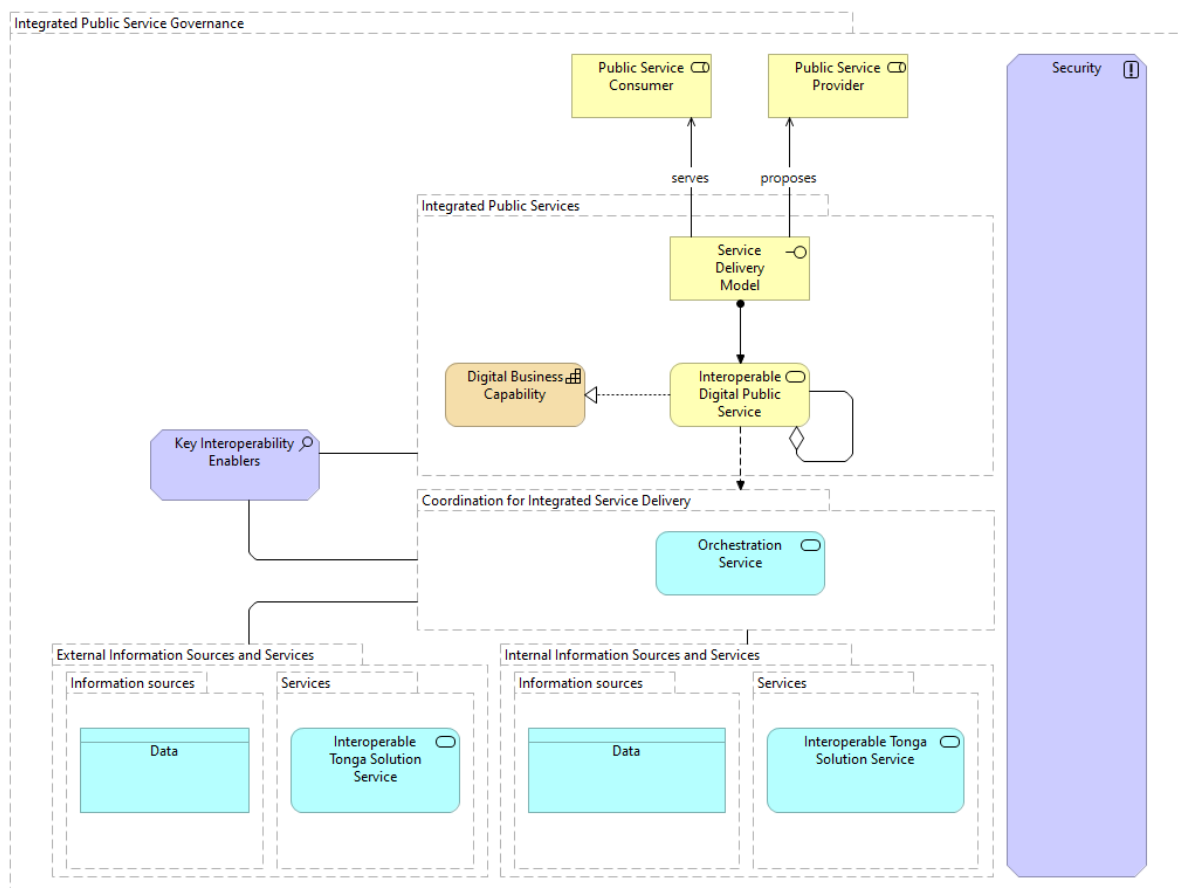 Integrated Public Service Governance
Public Service
Consumer
Public Service
Provider
Security
serves
proposes
Integrated Public Services
Service
Delivery
Model
Digital Business
Capability
Interoperable
Digital Public
Service
Key Interoperability
Enablers
Coordination for Integrated Service Delivery
Orchestration
Service
External Information Sources and Services
Information sources
Data
Services
Interoperable
Tonga Solution
Service
Internal Information Sources and Services
Information sources
Data
Services
Interoperable Tonga
Solution Service